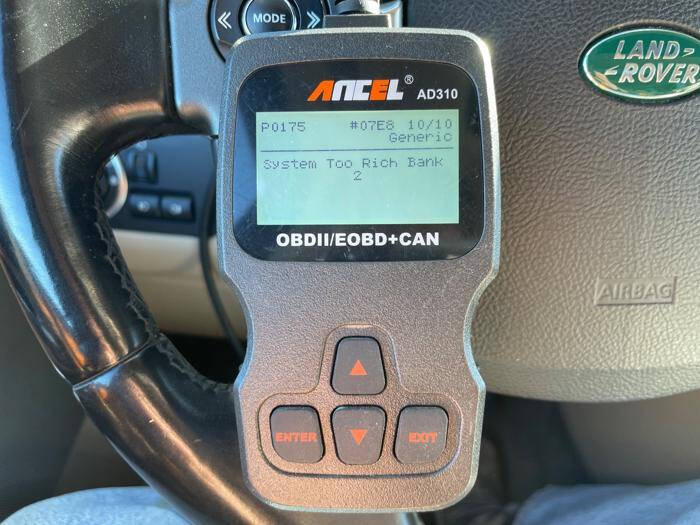 MODE
LAND-
-ROVER
ANCEL®
AD310
P0175 #07E8 10/10
Generic
System Too Rich Bank
2
OBDII/EOBD+CAN
AIRBAG
ENTER
EXIT